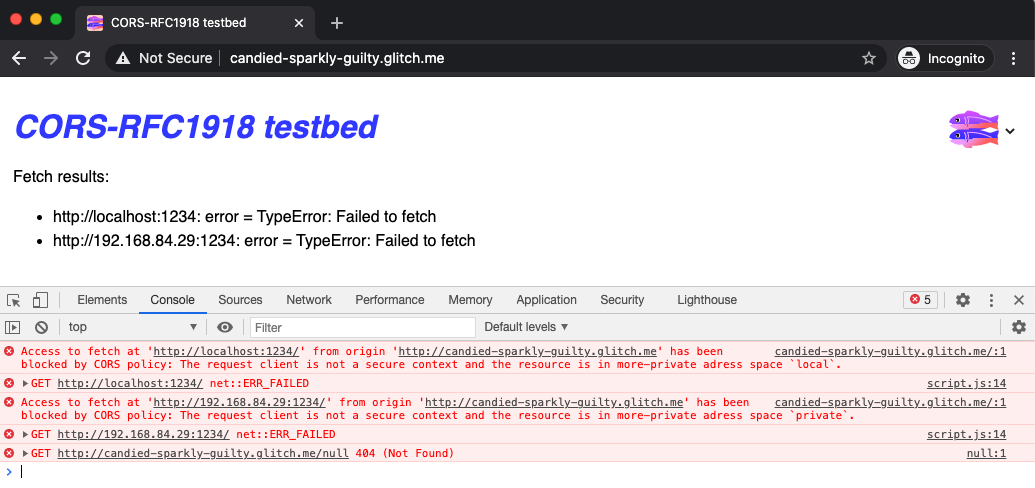 CORS-RFC1918 testbed
Not Secure candied-sparkly-guilty.glitch.me Incognito
CORS-RFC1918 testbed
Fetch results:
• http://localhost:1234: error = TypeError: Failed to fetch
• http://192.168.84.29:1234: error = TypeError: Failed to fetch
Elements Console Sources Network Performance Memory Application Security Lighthouse 5
top Filter Default levels
Access to fetch at 'http://localhost:1234/' from origin 'http://candied-sparkly-guilty.glitch.me' has been candied-sparkly-guilty.glitch.me/:1
blocked by CORS policy: The request client is not a secure context and the resource is in more-private adress space `local`.
GET http://localhost:1234/ net::ERR_FAILED script.js:14
Access to fetch at 'http://192.168.84.29:1234/' from origin 'http://candied-sparkly-guilty.glitch.me' has been candied-sparkly-guilty.glitch.me/:1
blocked by CORS policy: The request client is not a secure context and the resource is in more-private adress space `private`.
GET http://192.168.84.29:1234/ net::ERR_FAILED script.js:14
GET http://candied-sparkly-guilty.glitch.me/null 404 (Not Found) null:1